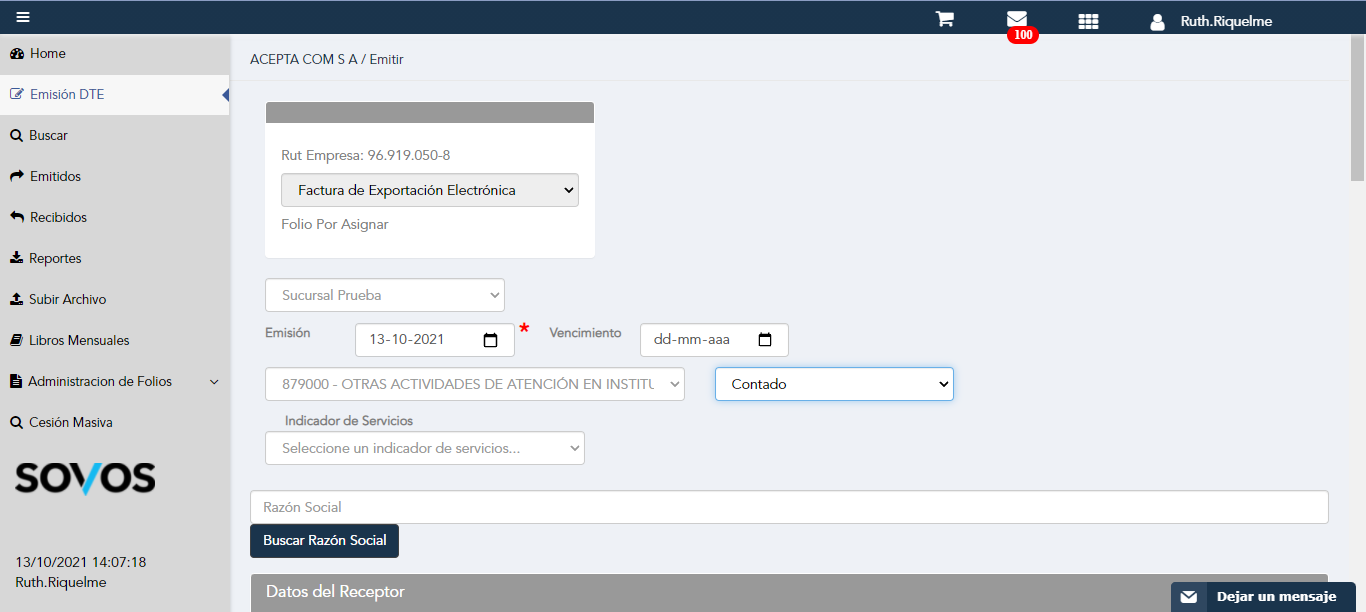 Ruth.Riquelme
100
Home
Emisión DTE
Buscar
Emitidos
Recibidos
Reportes
Subir Archivo
Libros Mensuales
Administracion de Folios
Cesión Masiva
SOVOS
13/10/2021 14:07:18
Ruth.Riquelme
ACEPTA COM S A / Emitir
Rut Empresa: 96.919.050-8
Factura de Exportación Electrónica
Folio Por Asignar
Sucursal Prueba
Emisión 13-10-2021 * Vencimiento dd-mm-aaa
879000 - OTRAS ACTIVIDADES DE ATENCIÓN EN INSTITU Contado
Indicador de Servicios
Seleccione un indicador de servicios...
Razón Social
Buscar Razón Social
Datos del Receptor
Dejar un mensaje